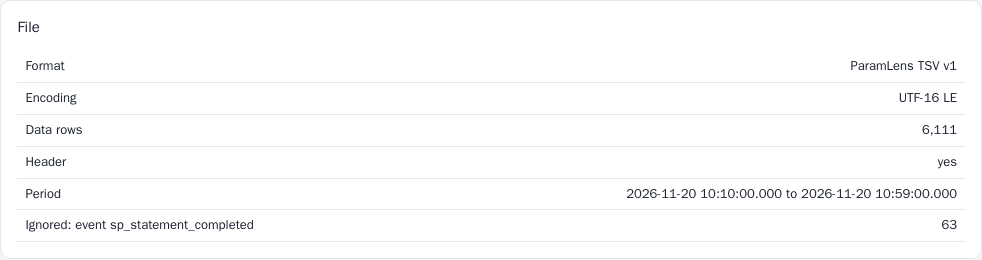 File
Format ParamLens TSV v1
Encoding UTF-16 LE
Data rows 6,111
Header yes
Period 2026-11-20 10:10:00.000 to 2026-11-20 10:59:00.000
Ignored: event sp_statement_completed 63